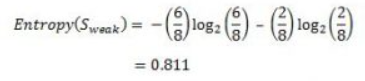 Entropy(S_weak) = −(6/8) log₂(6/8) − (2/8) log₂(2/8)
= 0.811